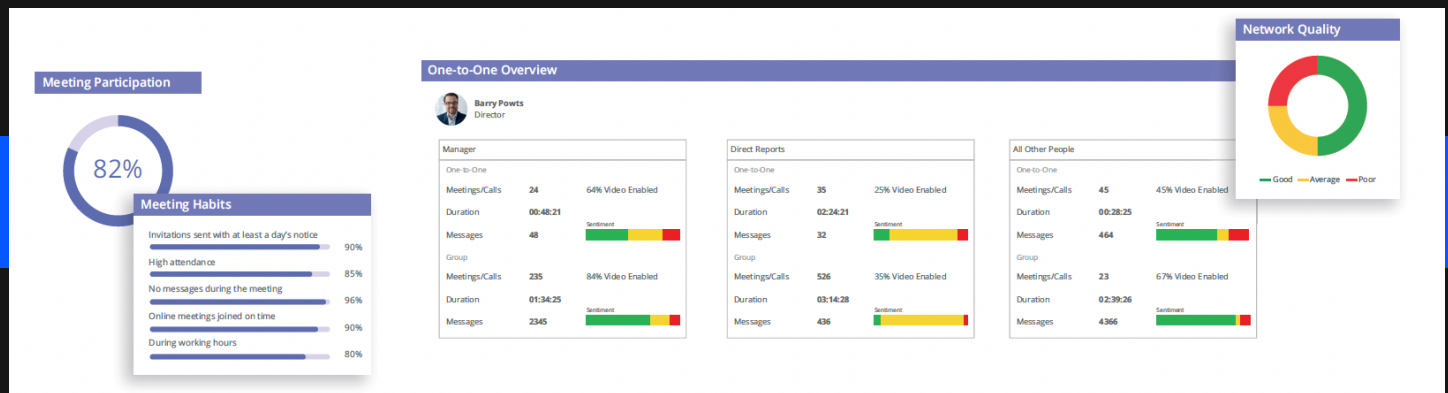 Meeting Participation
82%
Meeting Habits
Invitations sent with at least a day's notice
90%
High attendance
85%
No messages during the meeting
96%
Online meetings joined on time
90%
During working hours
80%
One-to-One Overview
Barry Powts
Director
Manager
One-to-One
Meetings/Calls 24 64% Video Enabled
Duration 00:48:21
Sentiment
Messages 48
Group
Meetings/Calls 235 84% Video Enabled
Duration 01:34:25
Sentiment
Messages 2345
Direct Reports
One-to-One
Meetings/Calls 35 25% Video Enabled
Duration 02:24:21
Sentiment
Messages 32
Group
Meetings/Calls 526 35% Video Enabled
Duration 03:14:28
Sentiment
Messages 436
All Other People
One-to-One
Meetings/Calls 45 45% Video Enabled
Duration 00:28:25
Sentiment
Messages 464
Group
Meetings/Calls 23 67% Video Enabled
Duration 02:39:26
Sentiment
Messages 4366
Network Quality
Good Average Poor